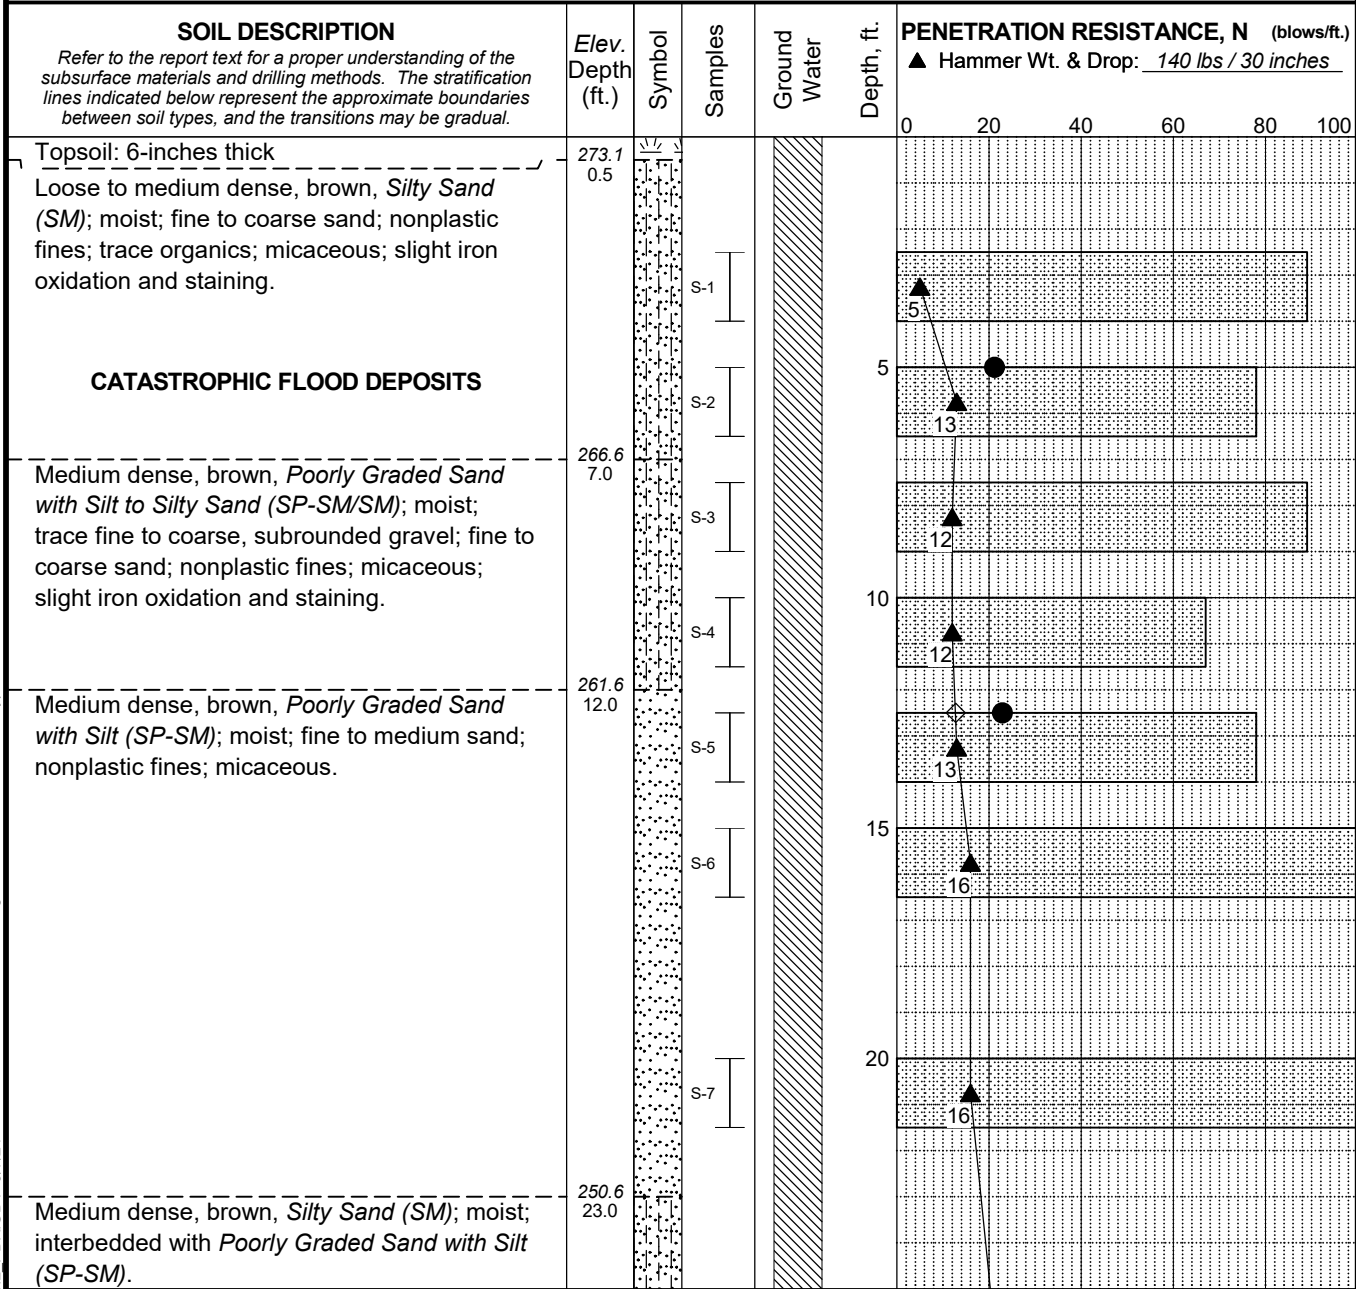 SOIL DESCRIPTION
Refer to the report text for a proper understanding of the
subsurface materials and drilling methods. The stratification
lines indicated below represent the approximate boundaries
between soil types, and the transitions may be gradual.
Elev.
Depth
(ft.)
Symbol
Samples
Ground
Water
Depth, ft.
PENETRATION RESISTANCE, N (blows/ft.)
▲ Hammer Wt. & Drop: 140 lbs / 30 inches
0 20 40 60 80 100
Topsoil: 6-inches thick
273.1
0.5
Loose to medium dense, brown, Silty Sand
(SM); moist; fine to coarse sand; nonplastic
fines; trace organics; micaceous; slight iron
oxidation and staining.
S-1
5
5
CATASTROPHIC FLOOD DEPOSITS
S-2
13
266.6
7.0
Medium dense, brown, Poorly Graded Sand
with Silt to Silty Sand (SP-SM/SM); moist;
trace fine to coarse, subrounded gravel; fine to
coarse sand; nonplastic fines; micaceous;
slight iron oxidation and staining.
S-3
12
10
S-4
12
261.6
12.0
Medium dense, brown, Poorly Graded Sand
with Silt (SP-SM); moist; fine to medium sand;
nonplastic fines; micaceous.
S-5
13
15
S-6
16
20
S-7
16
250.6
23.0
Medium dense, brown, Silty Sand (SM); moist;
interbedded with Poorly Graded Sand with Silt
(SP-SM).